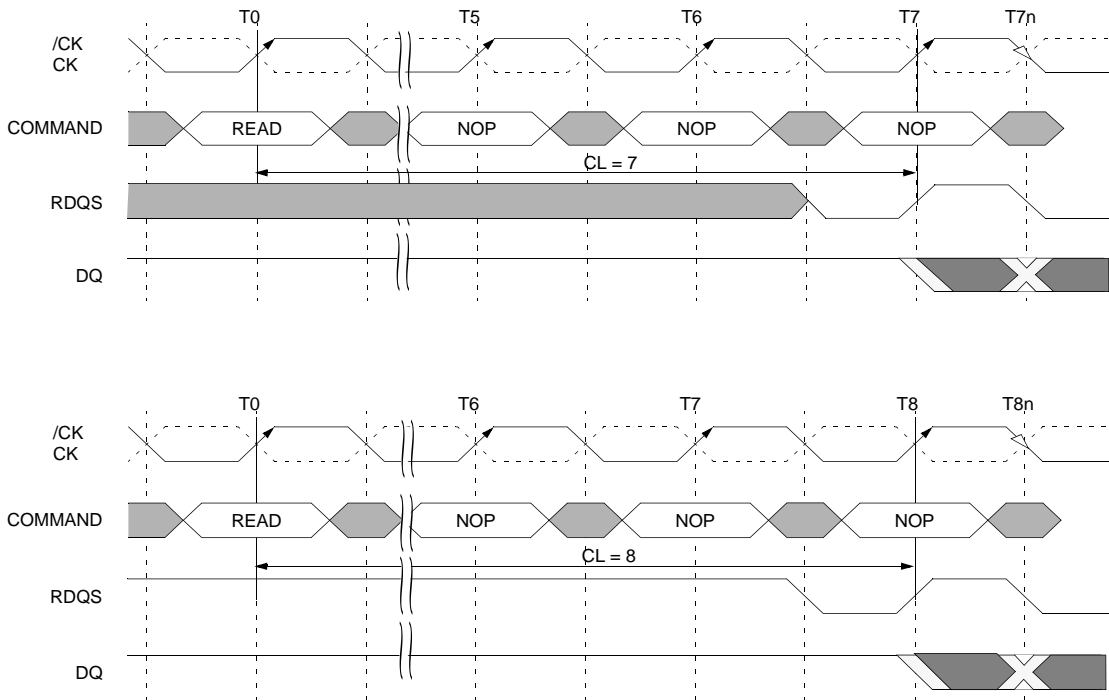 T0 T5 T6 T7 T7n
/CK
CK
COMMAND READ NOP NOP NOP
CL = 7
RDQS
DQ
T0 T6 T7 T8 T8n
/CK
CK
COMMAND READ NOP NOP NOP
CL = 8
RDQS
DQ